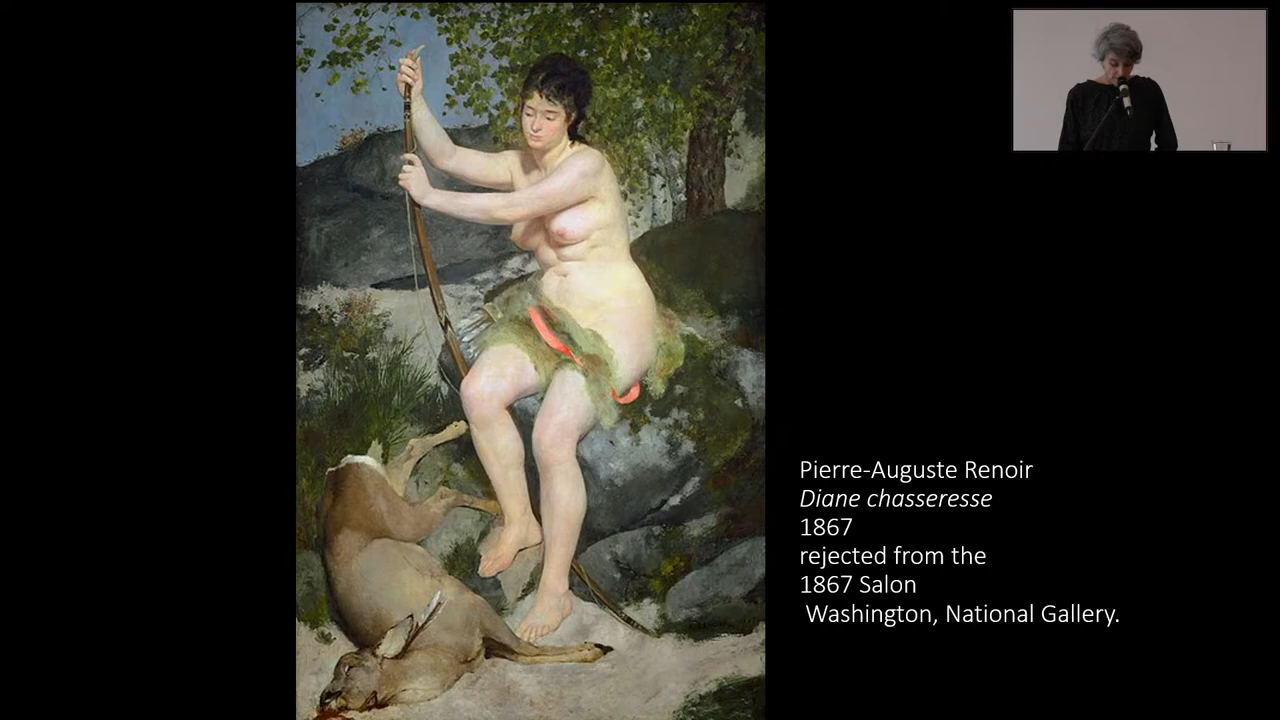 Pierre-Auguste Renoir
Diane chasseresse
1867
rejected from the
1867 Salon
Washington, National Gallery.